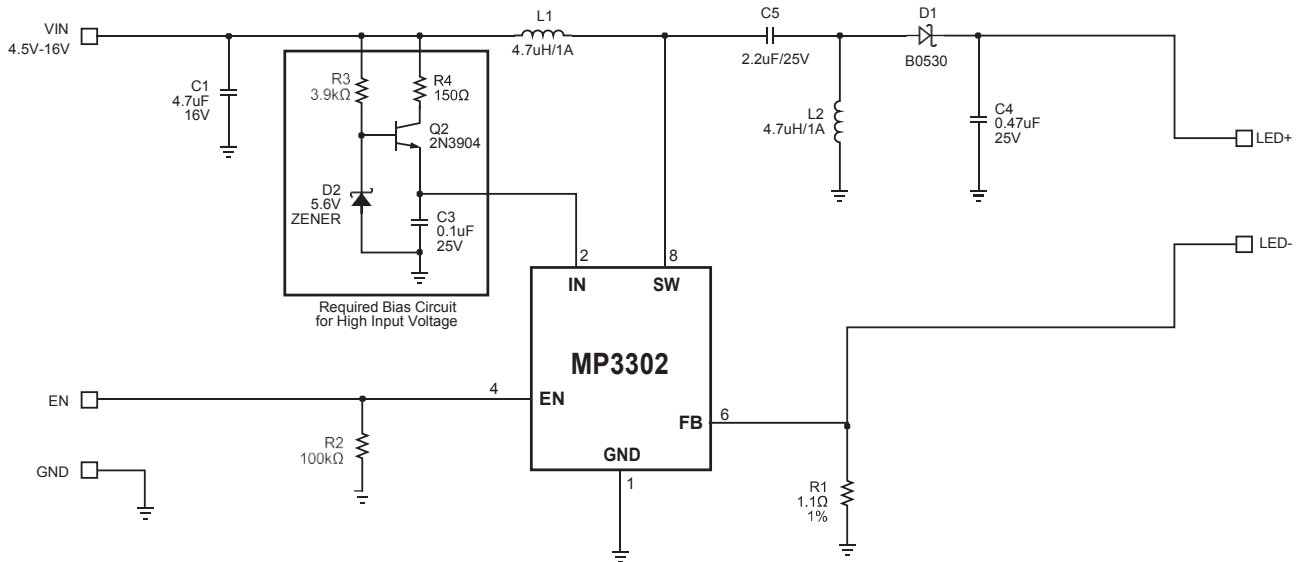 VIN
4.5V-16V
C1
4.7uF
16V
R3
3.9kΩ
R4
150Ω
Q2
2N3904
D2
5.6V
ZENER
C3
0.1uF
25V
Required Bias Circuit
for High Input Voltage
L1
4.7uH/1A
C5
2.2uF/25V
D1
B0530
L2
4.7uH/1A
C4
0.47uF
25V
LED+
LED-
2
8
IN
SW
MP3302
EN
4
EN
FB
6
GND
1
R2
100kΩ
GND
R1
1.1Ω
1%